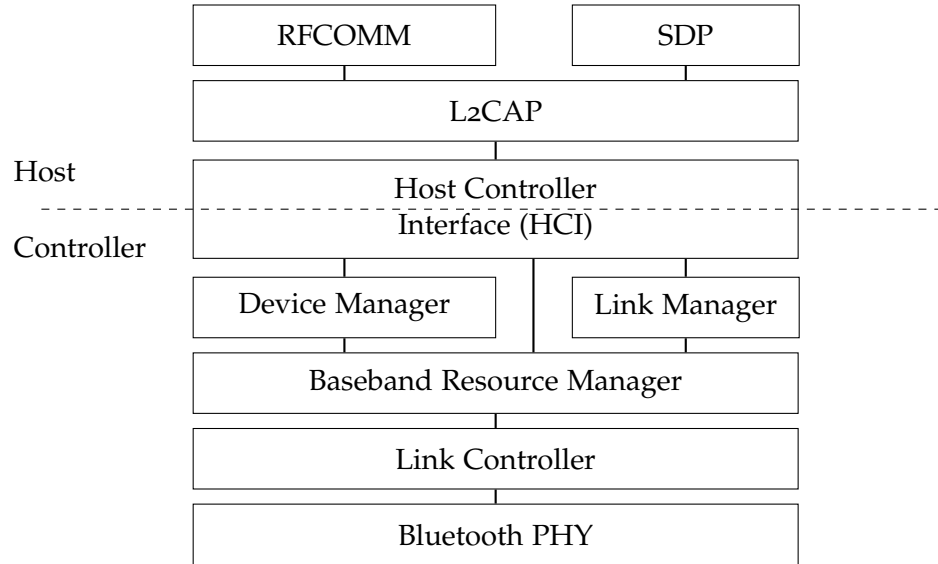 RFCOMM
SDP
L2CAP
Host
Host Controller
Interface (HCI)
Controller
Device Manager
Link Manager
Baseband Resource Manager
Link Controller
Bluetooth PHY